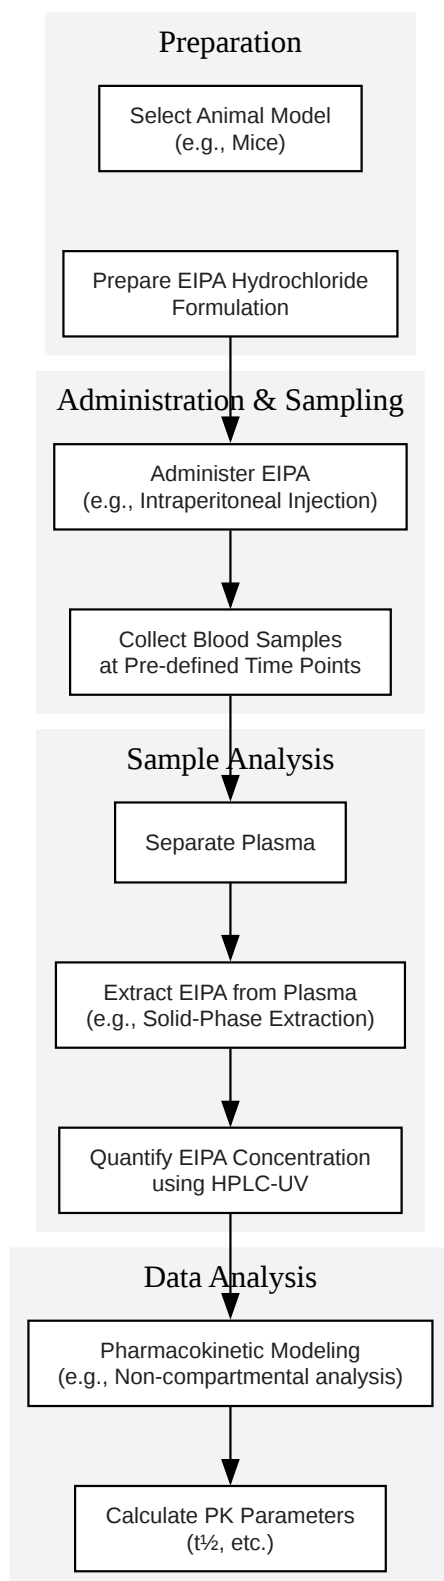 Preparation
Select Animal Model
(e.g., Mice)
Prepare EIPA Hydrochloride
Formulation
Administration & Sampling
Administer EIPA
(e.g., Intraperitoneal Injection)
Collect Blood Samples
at Pre-defined Time Points
Sample Analysis
Separate Plasma
Extract EIPA from Plasma
(e.g., Solid-Phase Extraction)
Quantify EIPA Concentration
using HPLC-UV
Data Analysis
Pharmacokinetic Modeling
(e.g., Non-compartmental analysis)
Calculate PK Parameters
(t½, etc.)